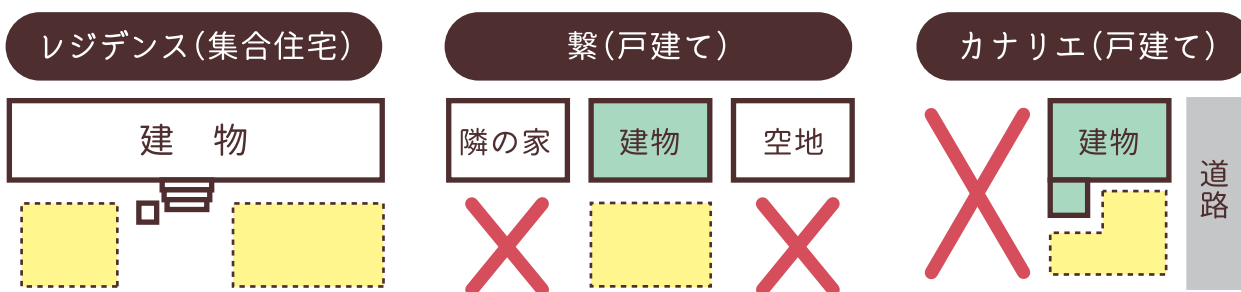 レジデンス(集合住宅)
建 物
繋(戸建て)
隣の家
建物
空地
カナリエ(戸建て)
建物
道路